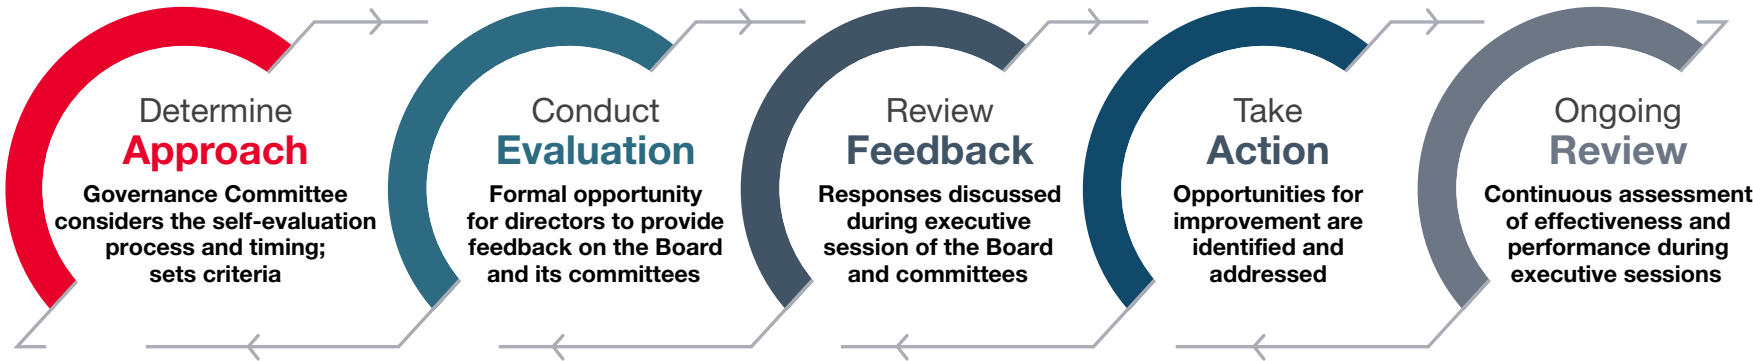 Determine
Approach
Governance Committee
considers the self-evaluation
process and timing;
sets criteria
Conduct
Evaluation
Formal opportunity
for directors to provide
feedback on the Board
and its committees
Review
Feedback
Responses discussed
during executive
session of the Board
and committees
Take
Action
Opportunities for
improvement are
identified and
addressed
Ongoing
Review
Continuous assessment
of effectiveness and
performance during
executive sessions